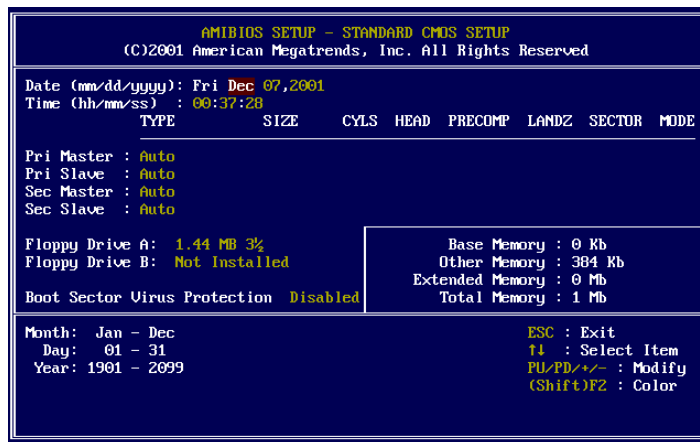 AMIBIOS SETUP - STANDARD CMOS SETUP
(C)2001 American Megatrends, Inc. All Rights Reserved
Date (mm/dd/yyyy): Fri Dec 07,2001
Time (hh/mm/ss) : 00:37:28
TYPE SIZE CYLS HEAD PRECOMP LANDZ SECTOR MODE
Pri Master : Auto
Pri Slave : Auto
Sec Master : Auto
Sec Slave : Auto
Floppy Drive A: 1.44 MB 3½
Floppy Drive B: Not Installed
Boot Sector Virus Protection Disabled
Base Memory : 0 Kb
Other Memory : 384 Kb
Extended Memory : 0 Mb
Total Memory : 1 Mb
Month: Jan - Dec
Day: 01 - 31
Year: 1901 - 2099
ESC : Exit
↑↓ : Select Item
PU/PD/+/- : Modify
(Shift)F2 : Color